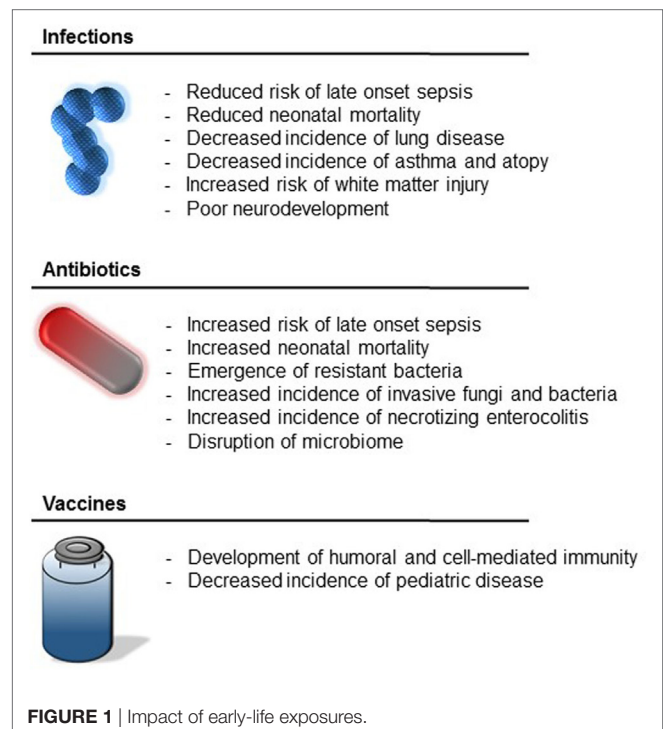 Infections
- Reduced risk of late onset sepsis
- Reduced neonatal mortality
- Decreased incidence of lung disease
- Decreased incidence of asthma and atopy
- Increased risk of white matter injury
- Poor neurodevelopment
Antibiotics
- Increased risk of late onset sepsis
- Increased neonatal mortality
- Emergence of resistant bacteria
- Increased incidence of invasive fungi and bacteria
- Increased incidence of necrotizing enterocolitis
- Disruption of microbiome
Vaccines
- Development of humoral and cell-mediated immunity
- Decreased incidence of pediatric disease
FIGURE 1 | Impact of early-life exposures.